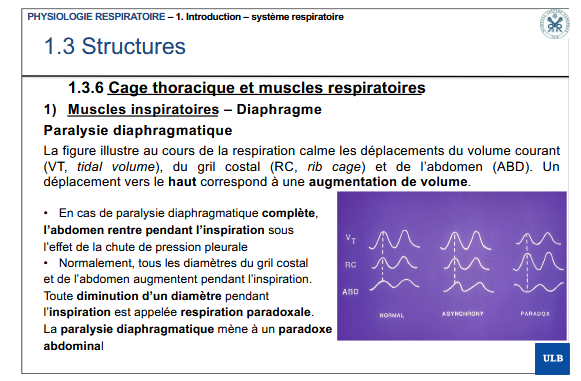 PHYSIOLOGIE RESPIRATOIRE – 1. Introduction – système respiratoire
1.3 Structures
1.3.6 Cage thoracique et muscles respiratoires
1) Muscles inspiratoires – Diaphragme
Paralysie diaphragmatique
La figure illustre au cours de la respiration calme les déplacements du volume courant
(VT, tidal volume), du gril costal (RC, rib cage) et de l'abdomen (ABD). Un
déplacement vers le haut correspond à une augmentation de volume.
• En cas de paralysie diaphragmatique complète,
l'abdomen rentre pendant l'inspiration sous
l'effet de la chute de pression pleurale
• Normalement, tous les diamètres du gril costal
et de l'abdomen augmentent pendant l'inspiration.
Toute diminution d'un diamètre pendant
l'inspiration est appelée respiration paradoxale.
La paralysie diaphragmatique mène à un paradoxe
abdominal
VT
RC
ABD
NORMAL
ASYNCHRONY
PARADOX
ULB